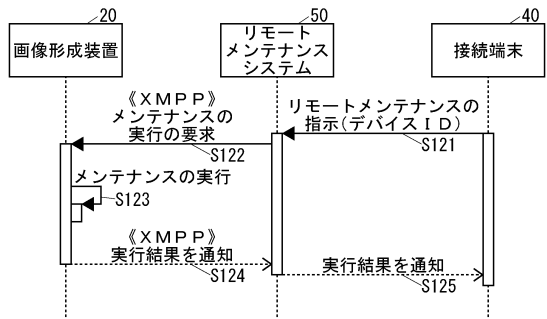 20
50
40
画像形成装置
リモート
メンテナンス
システム
接続端末
《ＸＭＰＰ》
メンテナンスの
実行の要求
リモートメンテナンスの
指示(デバイスＩＤ)
S121
S122
メンテナンスの実行
S123
《ＸＭＰＰ》
実行結果を通知
S124
実行結果を通知
S125